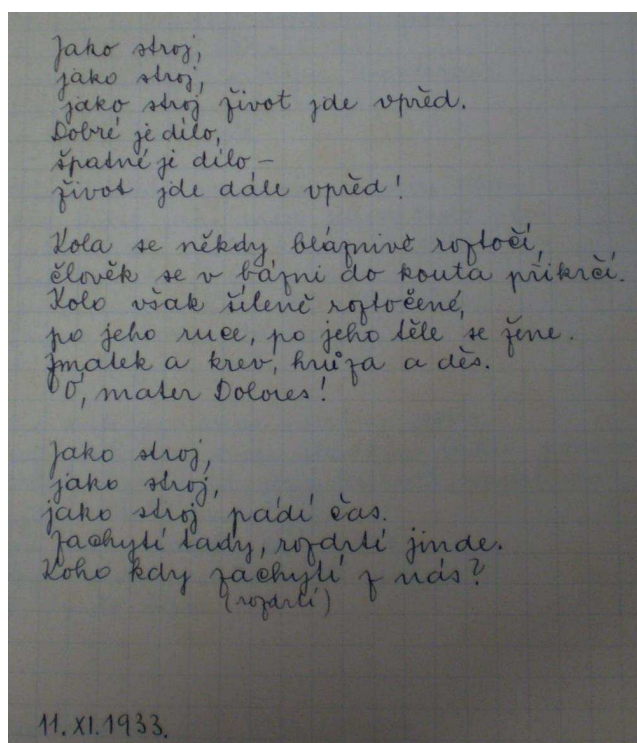 Jako stroj,
jako stroj,
jako stroj život jde vpřed.
Dobré je dílo,
špatné je dílo –
život jde dále vpřed!
Kola se někdy bláznivě roztočí,
člověk se v bázni do kouta přikrčí.
Kolo však šíleně roztočené,
po jeho ruce, po jeho těle se žene.
Zmatek a krev, hrůza a děs.
Ó, mater Dolores!
Jako stroj,
jako stroj,
jako stroj pádí čas.
Zachytí tady, rozdrtí jinde.
Koho kdy zachytí z nás?
(rozdrtí)
11. XI. 1933.